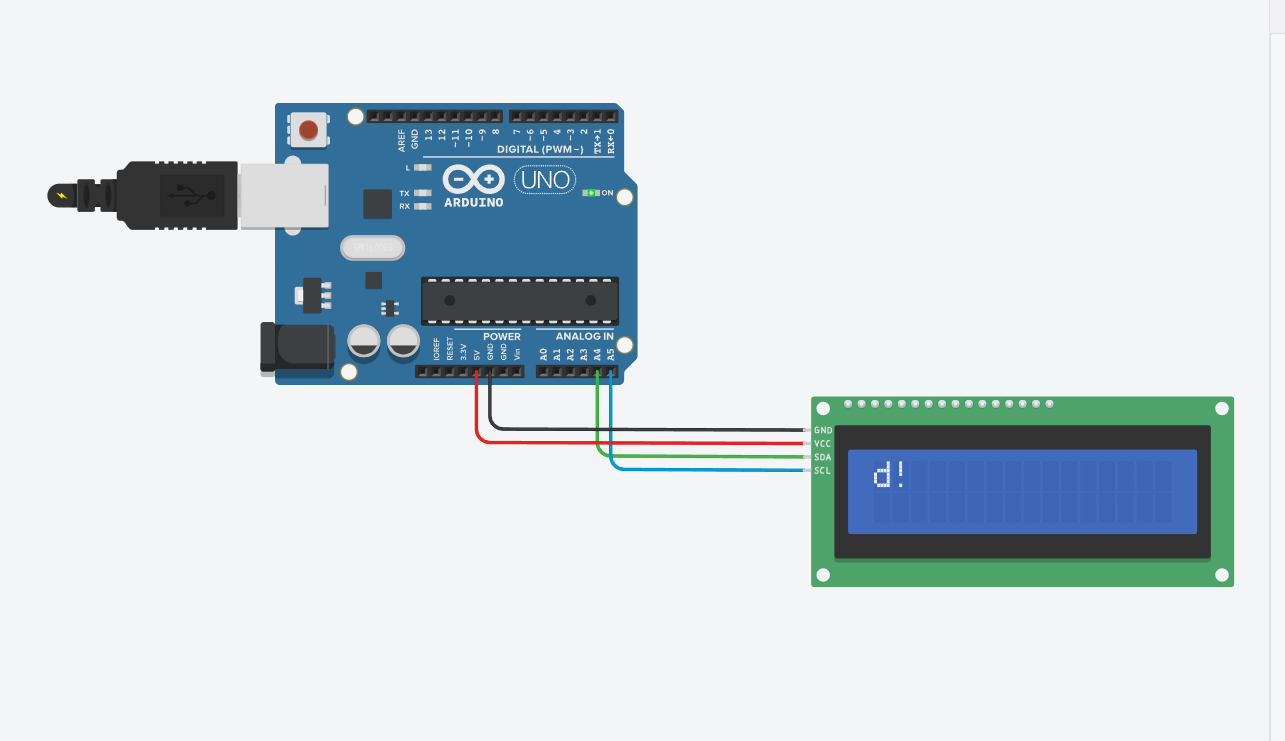 AREF
GND
13
12
~11
~10
~9
8
7
~6
~5
4
~3
2
TX→1
RX←0
DIGITAL (PWM~)
L
TX
RX
UNO
ON
ARDUINO
POWER
ANALOG IN
IOREF
RESET
3.3V
5V
GND
GND
Vin
A0
A1
A2
A3
A4
A5
GND
VCC
SDA
SCL
d!